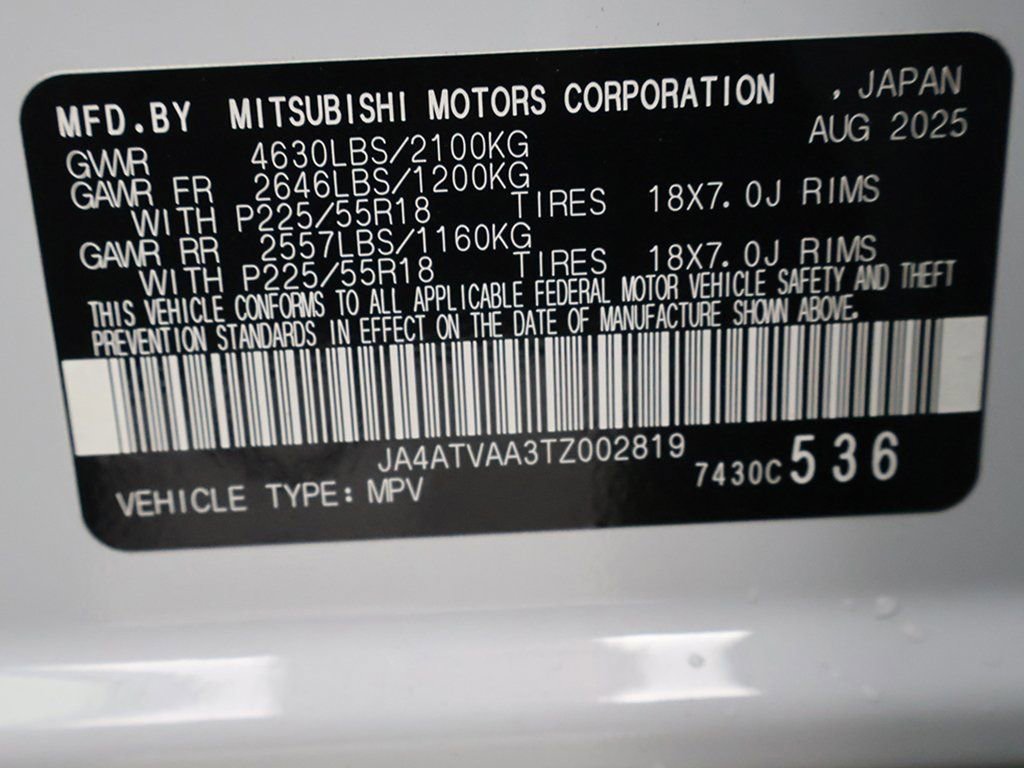 MFD.BY MITSUBISHI MOTORS CORPORATION , JAPAN
AUG 2025
GVWR 4630LBS/2100KG
GAWR FR 2646LBS/1200KG
WITH P225/55R18 TIRES 18X7.0J RIMS
GAWR RR 2557LBS/1160KG
WITH P225/55R18 TIRES 18X7.0J RIMS
THIS VEHICLE CONFORMS TO ALL APPLICABLE FEDERAL MOTOR VEHICLE SAFETY AND THEFT
PREVENTION STANDARDS IN EFFECT ON THE DATE OF MANUFACTURE SHOWN ABOVE.
JA4ATVAA3TZ002819
7430C 536
VEHICLE TYPE: MPV